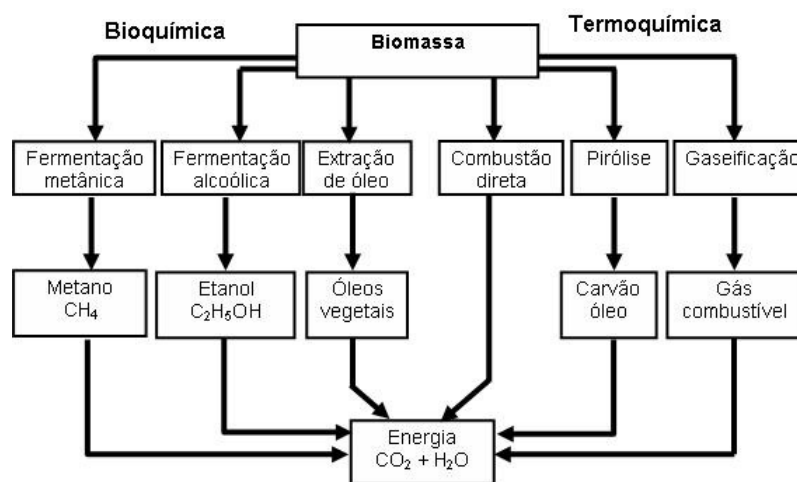 Bioquímica
Biomassa
Termoquímica
Fermentação
metânica
Fermentação
alcoólica
Extração
de óleo
Combustão
direta
Pirólise
Gaseificação
Metano
CH₄
Etanol
C₂H₅OH
Óleos
vegetais
Carvão
óleo
Gás
combustível
Energia
CO₂ + H₂O